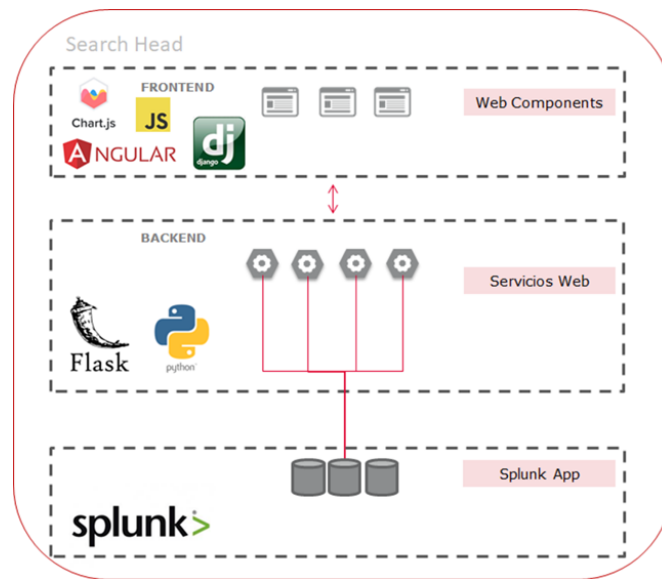 Search Head
FRONTEND
Chart.js
JS
ANGULAR
dj
django
Web Components
BACKEND
Servicios Web
Flask
python
Splunk App
splunk>